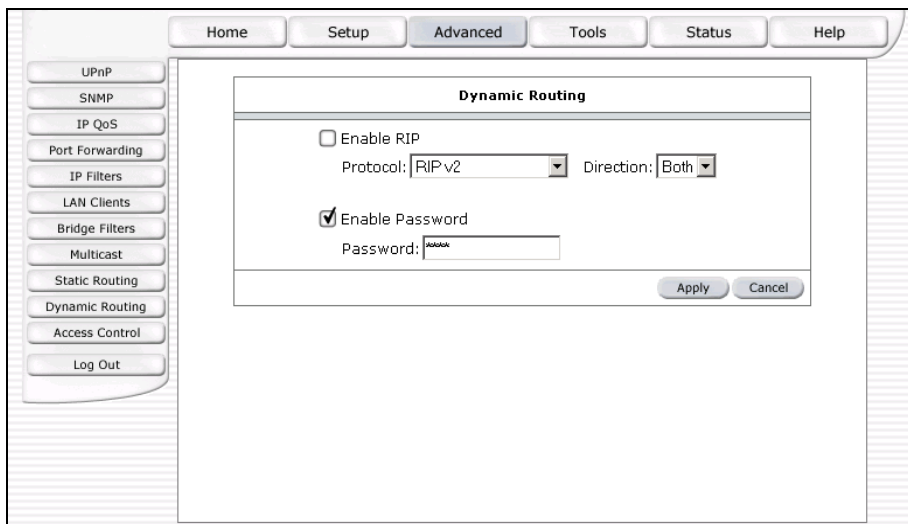 Home Setup Advanced Tools Status Help
UPnP
SNMP
IP QoS
Port Forwarding
IP Filters
LAN Clients
Bridge Filters
Multicast
Static Routing
Dynamic Routing
Access Control
Log Out
Dynamic Routing
Enable RIP
Protocol: RIP v2 Direction: Both
Enable Password
Password: ****
Apply Cancel